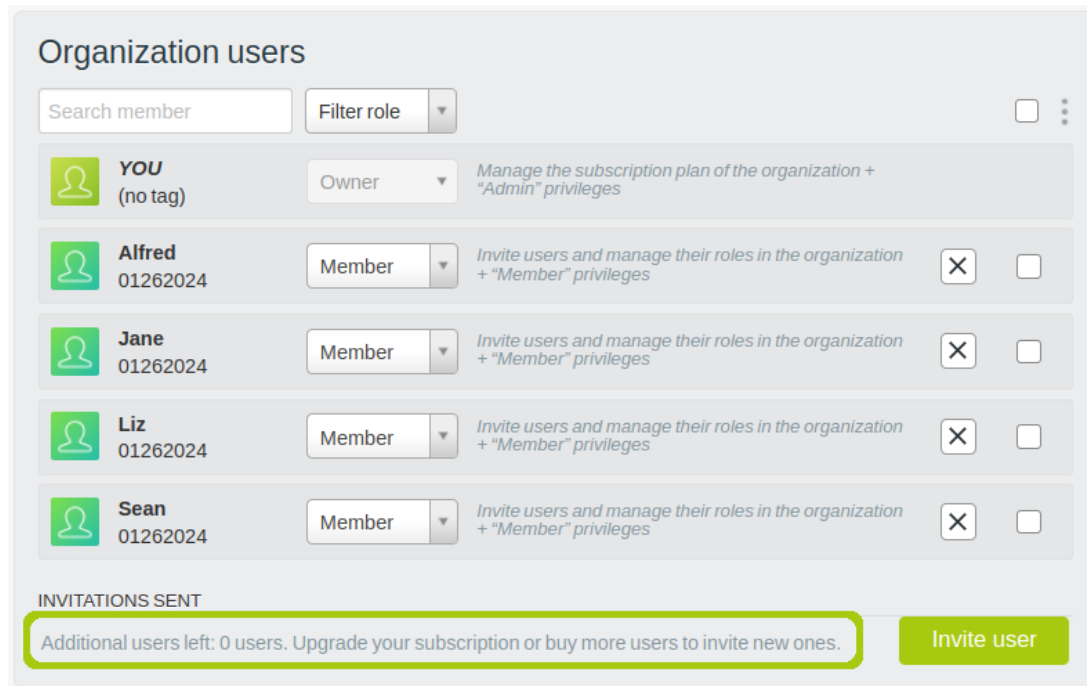 Organization users
Search member
Filter role
YOU
(no tag)
Owner
Manage the subscription plan of the organization +
“Admin” privileges
Alfred
01262024
Member
Invite users and manage their roles in the organization
+ “Member” privileges
Jane
01262024
Member
Invite users and manage their roles in the organization
+ “Member” privileges
Liz
01262024
Member
Invite users and manage their roles in the organization
+ “Member” privileges
Sean
01262024
Member
Invite users and manage their roles in the organization
+ “Member” privileges
INVITATIONS SENT
Additional users left: 0 users. Upgrade your subscription or buy more users to invite new ones.
Invite user